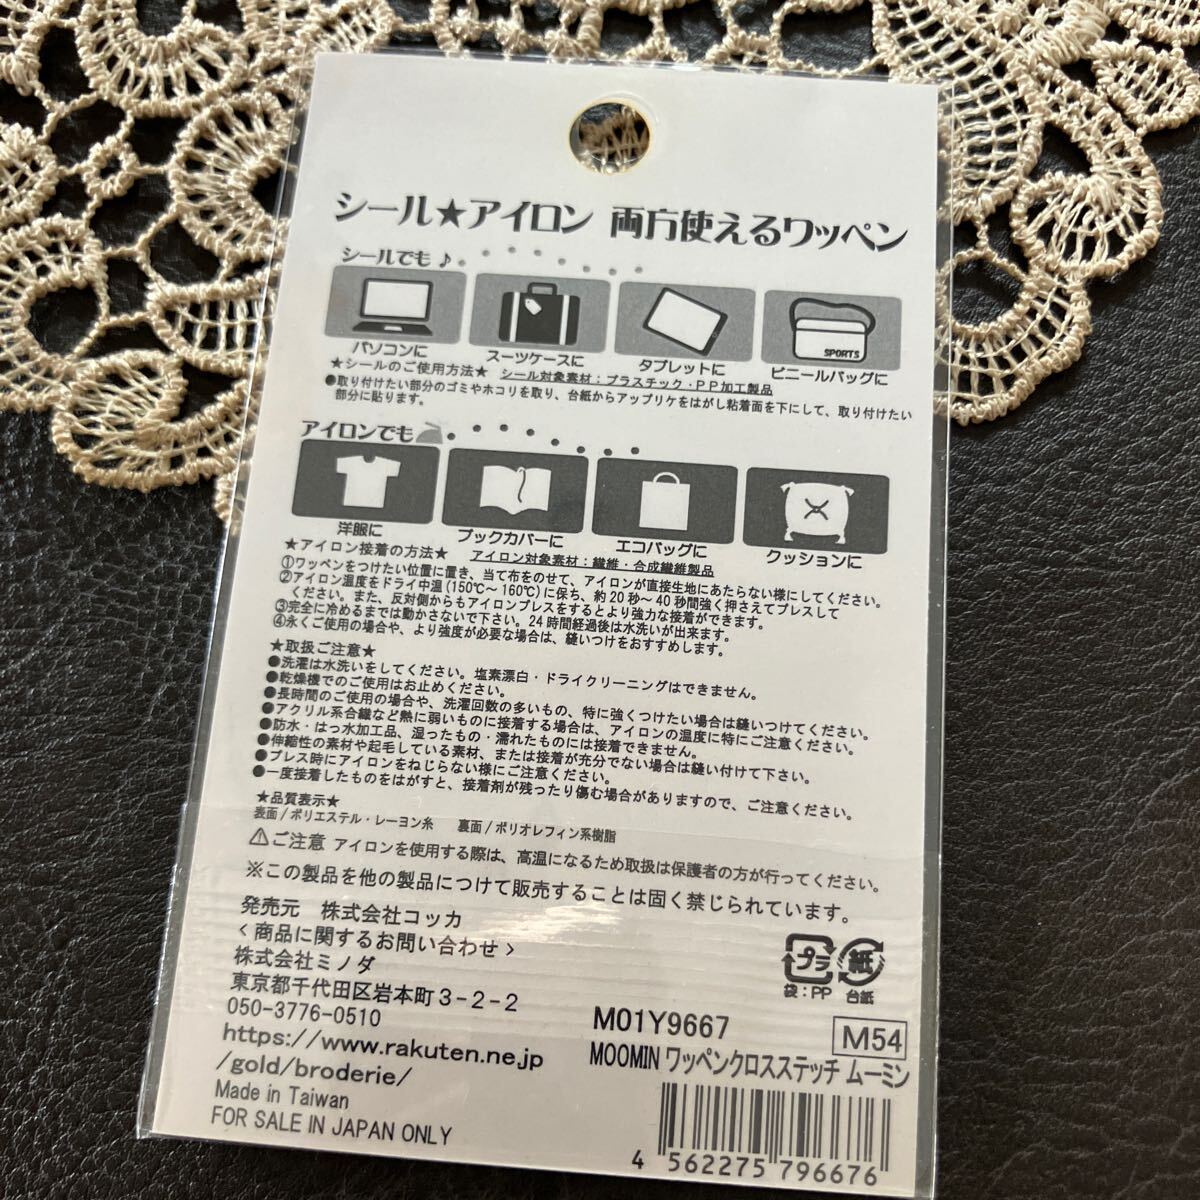 シール★アイロン 両方使えるワッペン
シールでも♪
パソコンに
スーツケースに
タブレットに
SPORTS
ビニールバッグに
★シールのご使用方法★ シール対象素材：プラスチック・PP加工製品
●取り付けたい部分のゴミやホコリを取り、台紙からアップリケをはがし粘着面を下にして、取り付けたい
部分に貼ります。
アイロンでも
洋服に
ブックカバーに
エコバッグに
クッションに
★アイロン接着の方法★ アイロン対象素材：繊維・合成繊維製品
①ワッペンをつけたい位置に置き、当て布をのせて、アイロンが直接生地にあたらない様にしてください。
②アイロン温度をドライ中温(150℃～160℃)に保ち、約20秒～40秒間強く押さえてプレスして
ください。また、反対側からもアイロンプレスをするとより強力な接着ができます。
③完全に冷めるまでは動かさないで下さい。24時間経過後は水洗いが出来ます。
④永くご使用の場合や、より強度が必要な場合は、縫いつけをおすすめします。
★取扱ご注意★
●洗濯は水洗いをしてください。塩素漂白・ドライクリーニングはできません。
●乾燥機でのご使用はお止めください。
●長時間のご使用の場合や、洗濯回数の多いもの、特に強くつけたい場合は縫いつけてください。
●アクリル系合繊など熱に弱いものに接着する場合は、アイロンの温度に特にご注意ください。
●防水・はっ水加工品、湿ったもの・濡れたものには接着できません。
●伸縮性の素材や起毛している素材、または接着が充分でない場合は縫い付けて下さい。
●プレス時にアイロンをねじらない様にご注意ください。
●一度接着したものをはがすと、接着剤が残ったり傷む場合がありますので、ご注意ください。
★品質表示★
表面/ポリエステル・レーヨン糸 裏面/ポリオレフィン系樹脂
⚠ご注意 アイロンを使用する際は、高温になるため取扱は保護者の方が行ってください。
※この製品を他の製品につけて販売することは固く禁じられています。
発売元 株式会社コッカ
<商品に関するお問い合わせ>
株式会社ミノダ
東京都千代田区岩本町3-2-2
050-3776-0510
https://www.rakuten.ne.jp
/gold/broderie/
Made in Taiwan
FOR SALE IN JAPAN ONLY
プラ
袋：PP
紙
台紙
M01Y9667
M54
MOOMIN ワッペンクロスステッチ ムーミン
4 562275 796676